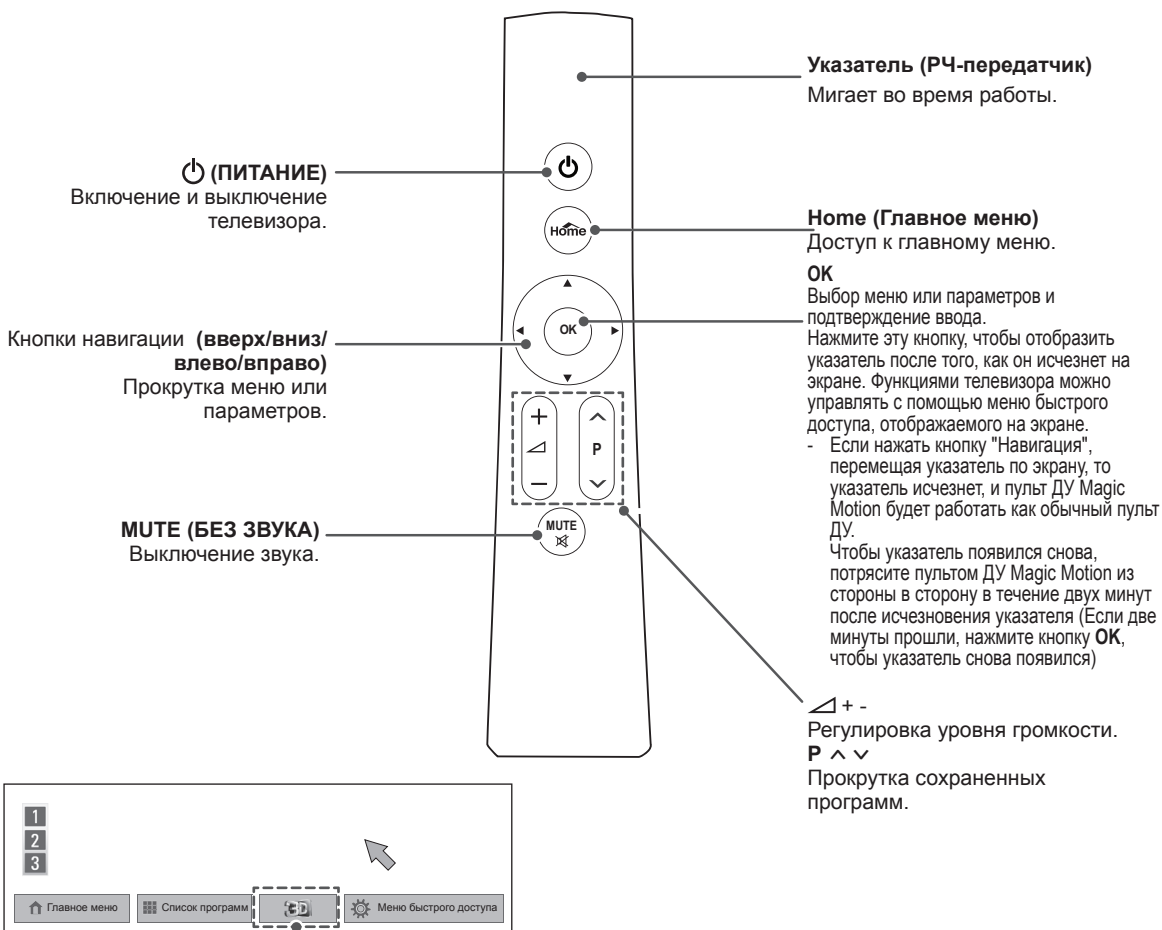 Указатель (РЧ-передатчик)
Мигает во время работы.
(ПИТАНИЕ)
Включение и выключение
телевизора.
Home
Home (Главное меню)
Доступ к главному меню.
OK
Выбор меню или параметров и
подтверждение ввода.
Нажмите эту кнопку, чтобы отобразить
указатель после того, как он исчезнет на
экране. Функциями телевизора можно
управлять с помощью меню быстрого
доступа, отображаемого на экране.
- Если нажать кнопку "Навигация",
перемещая указатель по экрану, то
указатель исчезнет, и пульт ДУ Magic
Motion будет работать как обычный пульт
ДУ.
Чтобы указатель появился снова,
потрясите пультом ДУ Magic Motion из
стороны в сторону в течение двух минут
после исчезновения указателя (Если две
минуты прошли, нажмите кнопку OK,
чтобы указатель снова появился)
OK
Кнопки навигации (вверх/вниз/
влево/вправо)
Прокрутка меню или
параметров.
+
P
−
MUTE
MUTE (БЕЗ ЗВУКА)
Выключение звука.
+ -
Регулировка уровня громкости.
P
Прокрутка сохраненных
программ.
1
2
3
Главное меню Список программ 3D Меню быстрого доступа